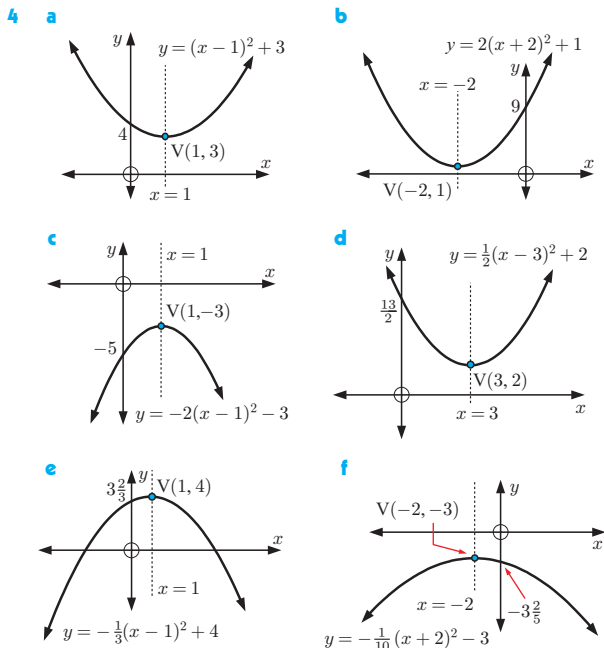 4 a
y = (x − 1)² + 3
y
4
V(1, 3)
x
x = 1
b
y = 2(x + 2)² + 1
y
x = −2
9
x
V(−2, 1)
c
y
x = 1
x
V(1,−3)
−5
y = −2(x − 1)² − 3
d
y
y = ½(x − 3)² + 2
13/2
V(3, 2)
x = 3
x
e
y
3⅔
V(1, 4)
x
x = 1
y = −⅓(x − 1)² + 4
f
y
V(−2, −3)
x
x = −2
−3⅖
y = −1/10(x + 2)² − 3